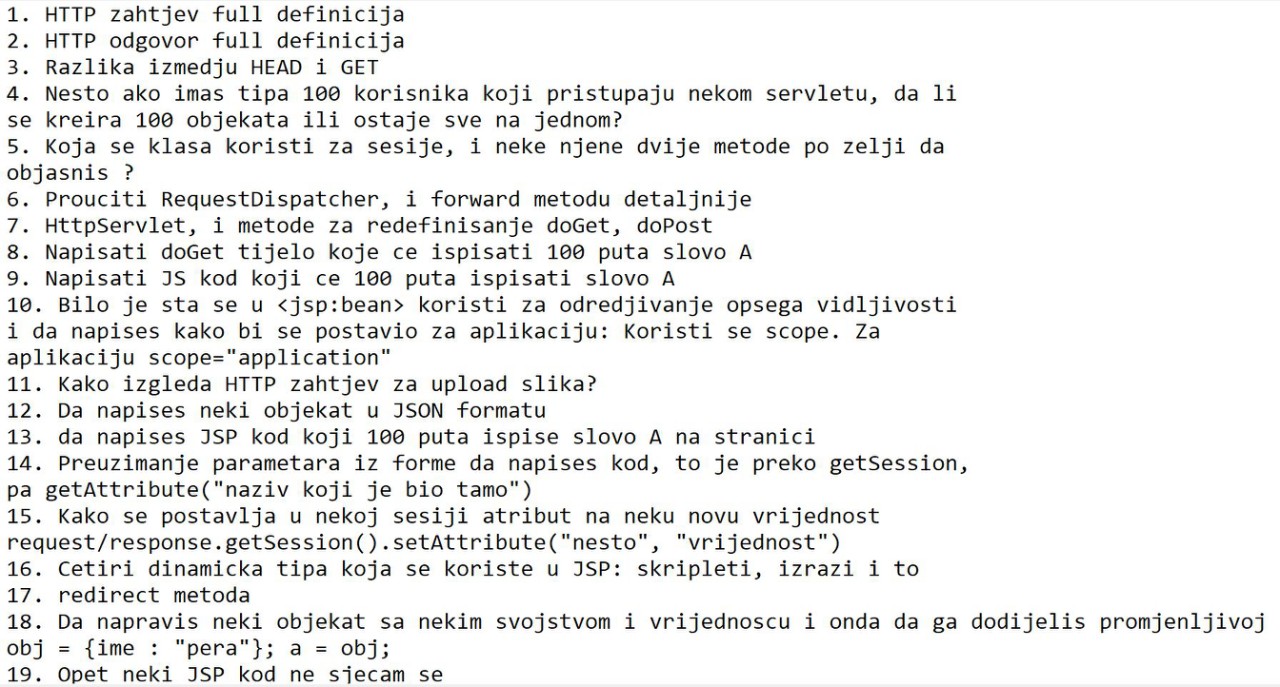 1. HTTP zahtjev full definicija
2. HTTP odgovor full definicija
3. Razlika izmedju HEAD i GET
4. Nesto ako imas tipa 100 korisnika koji pristupaju nekom servletu, da li
se kreira 100 objekata ili ostaje sve na jednom?
5. Koja se klasa koristi za sesije, i neke njene dvije metode po zelji da
objasnis ?
6. Prouciti RequestDispatcher, i forward metodu detaljnije
7. HttpServlet, i metode za redefinisanje doGet, doPost
8. Napisati doGet tijelo koje ce ispisati 100 puta slovo A
9. Napisati JS kod koji ce 100 puta ispisati slovo A
10. Bilo je sta se u <jsp:bean> koristi za odredjivanje opsega vidljivosti
i da napises kako bi se postavio za aplikaciju: Koristi se scope. Za
aplikaciju scope="application"
11. Kako izgleda HTTP zahtjev za upload slika?
12. Da napises neki objekat u JSON formatu
13. da napises JSP kod koji 100 puta ispise slovo A na stranici
14. Preuzimanje parametara iz forme da napises kod, to je preko getSession,
pa getAttribute("naziv koji je bio tamo")
15. Kako se postavlja u nekoj sesiji atribut na neku novu vrijednost
request/response.getSession().setAttribute("nesto", "vrijednost")
16. Cetiri dinamicka tipa koja se koriste u JSP: skripleti, izrazi i to
17. redirect metoda
18. Da napravis neki objekat sa nekim svojstvom i vrijednoscu i onda da ga dodijelis promjenljivoj
obj = {ime : "pera"}; a = obj;
19. Opet neki JSP kod ne sjecam se